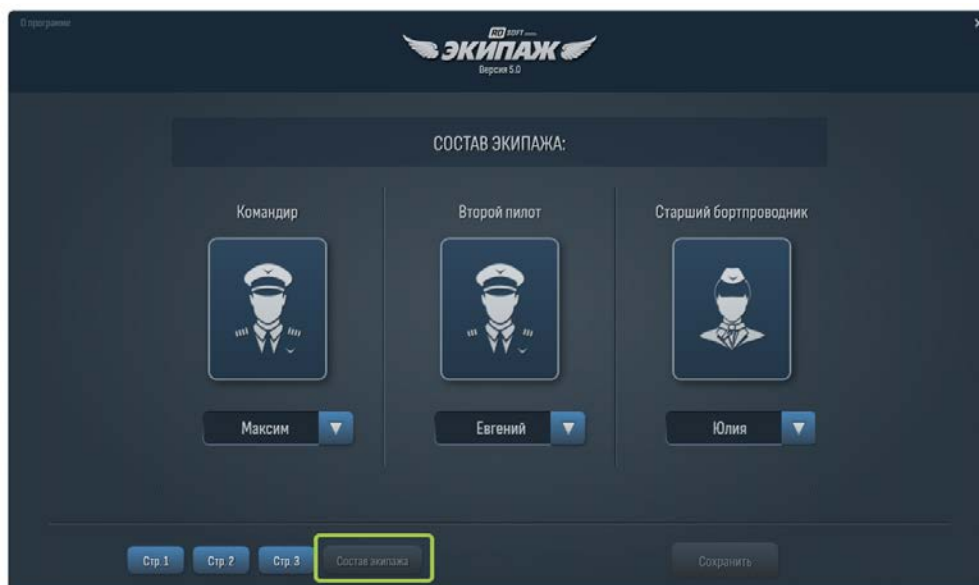 О программе
RD SOFT
ЭКИПАЖ
Версия 5.0
СОСТАВ ЭКИПАЖА:
Командир
Второй пилот
Старший бортпроводник
Максим
Евгений
Юлия
Стр. 1
Стр. 2
Стр. 3
Состав экипажа
Сохранить